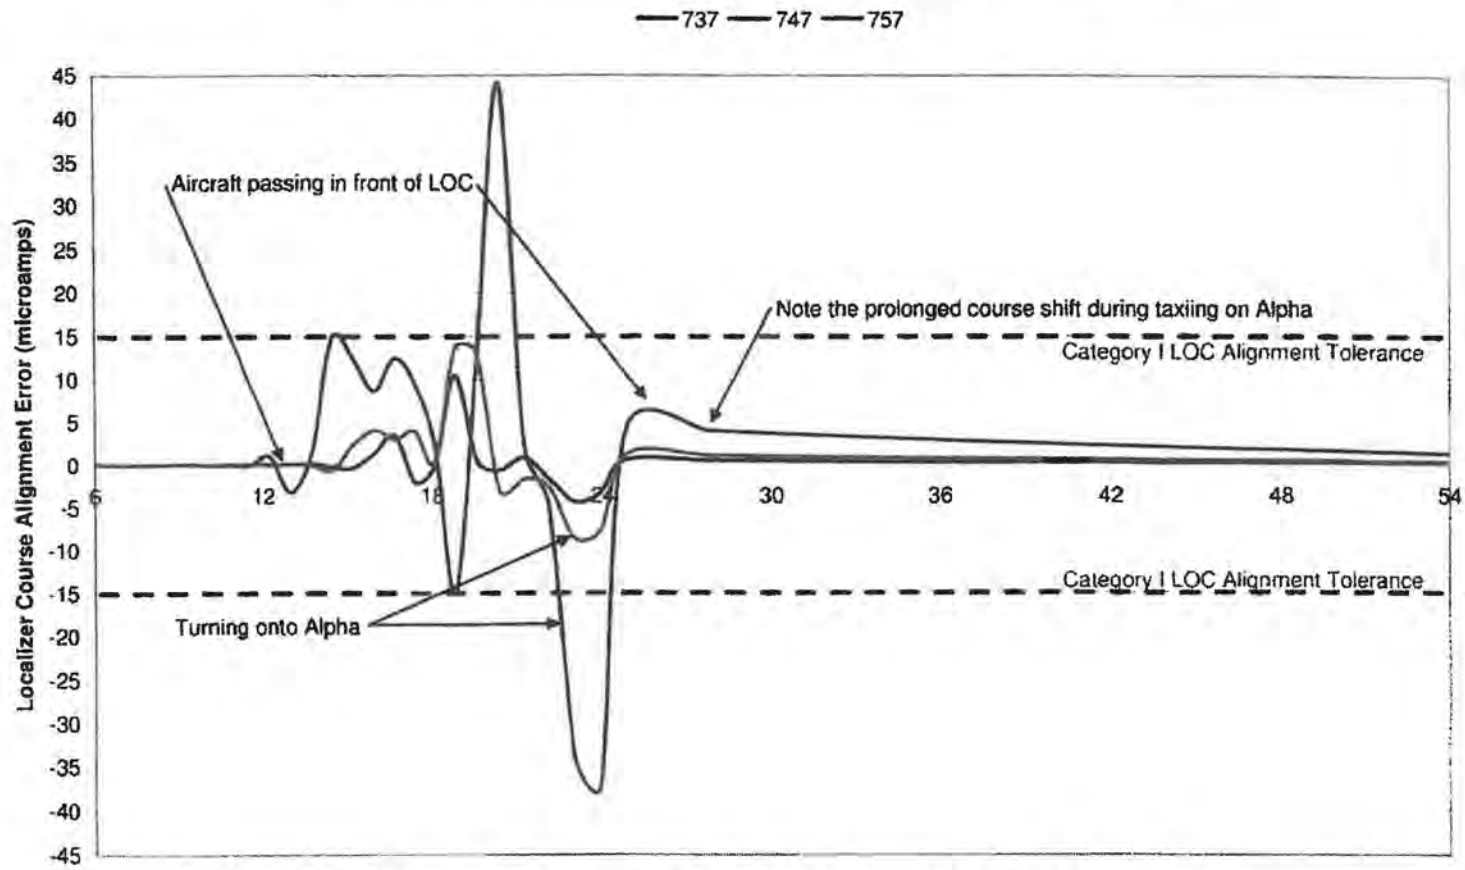 737 747 757
Localizer Course Alignment Error (microamps)
45
40
35
30
25
20
15
10
5
0
-5
-10
-15
-20
-25
-30
-35
-40
-45
6 12 18 24 30 36 42 48 54
Aircraft passing in front of LOC
Note the prolonged course shift during taxiing on Alpha
Category I LOC Alignment Tolerance
Category I LOC Alignment Tolerance
Turning onto Alpha